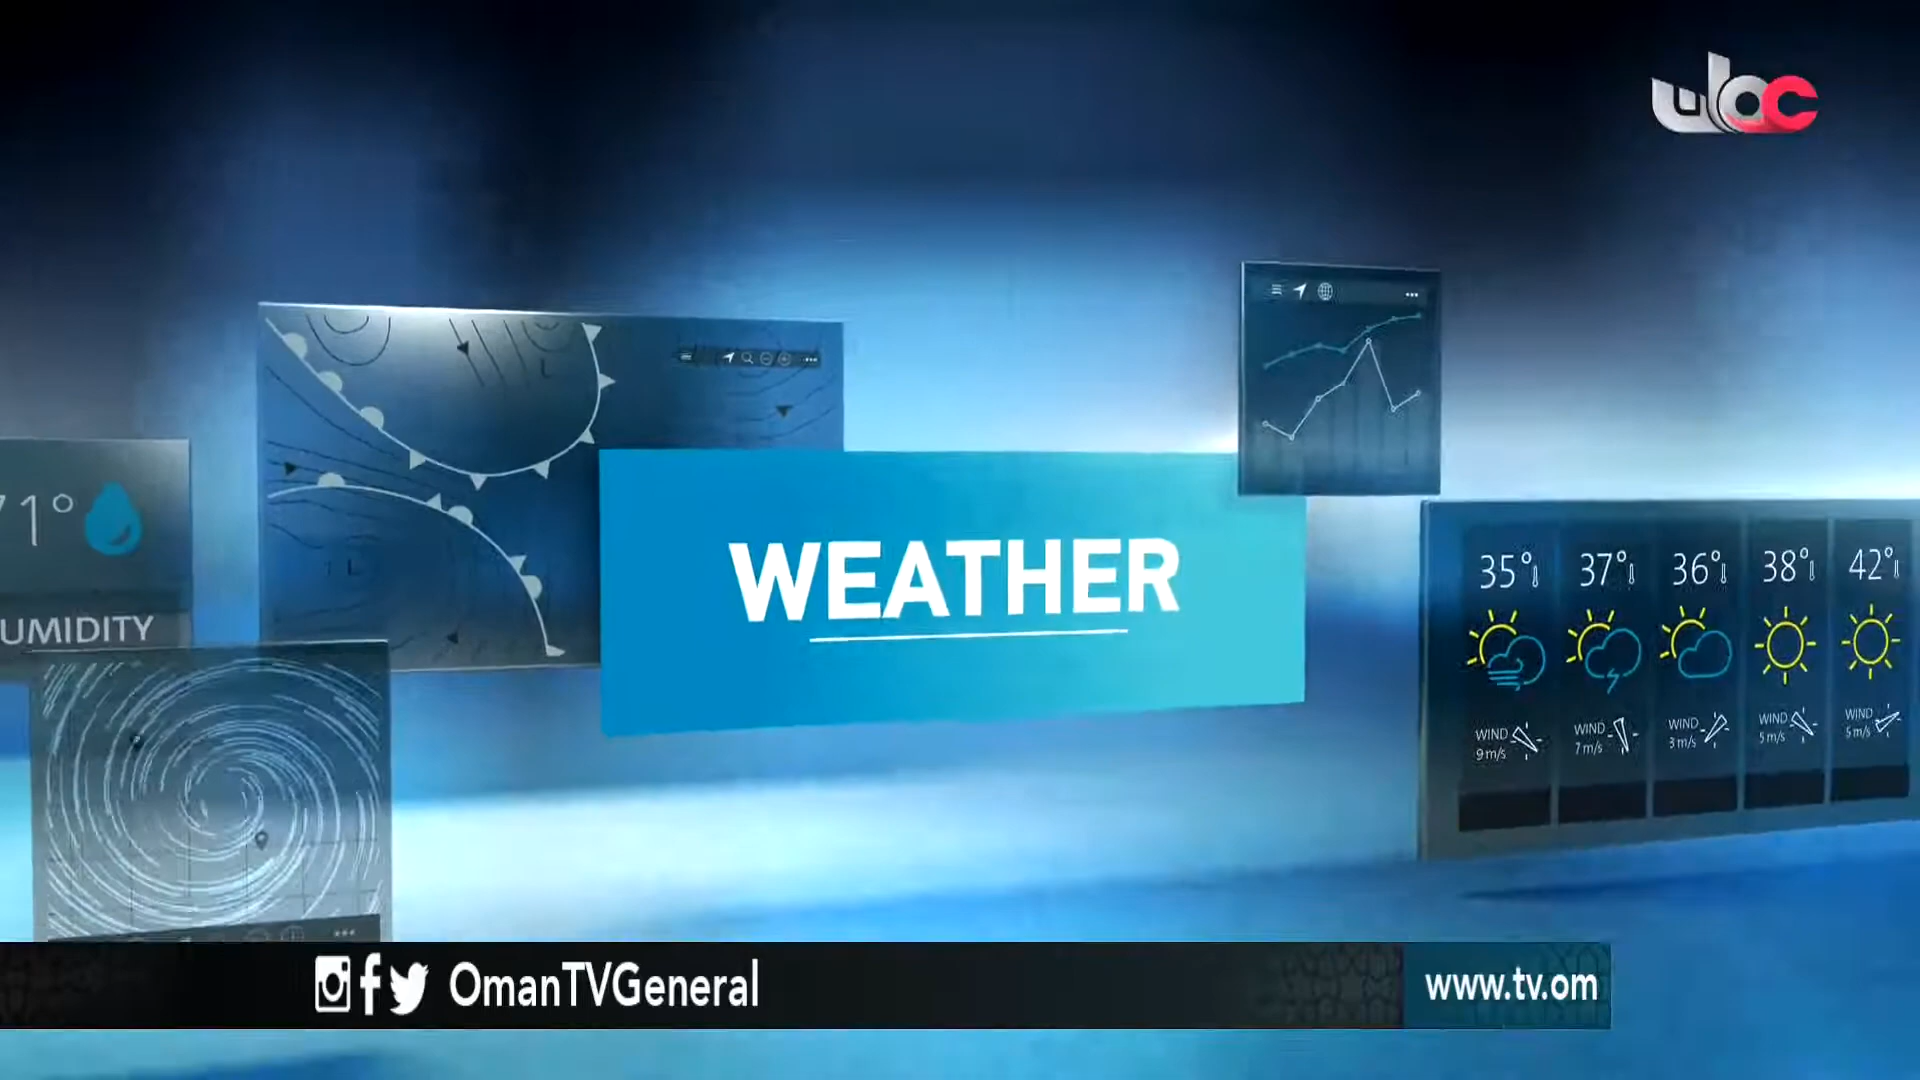 عمان
71°
UMIDITY
L
L
WEATHER
35° 37° 36° 38° 42°
WIND WIND WIND WIND WIND
9 m/s 7 m/s 3 m/s 5 m/s 5 m/s
OmanTVGeneral
www.tv.om